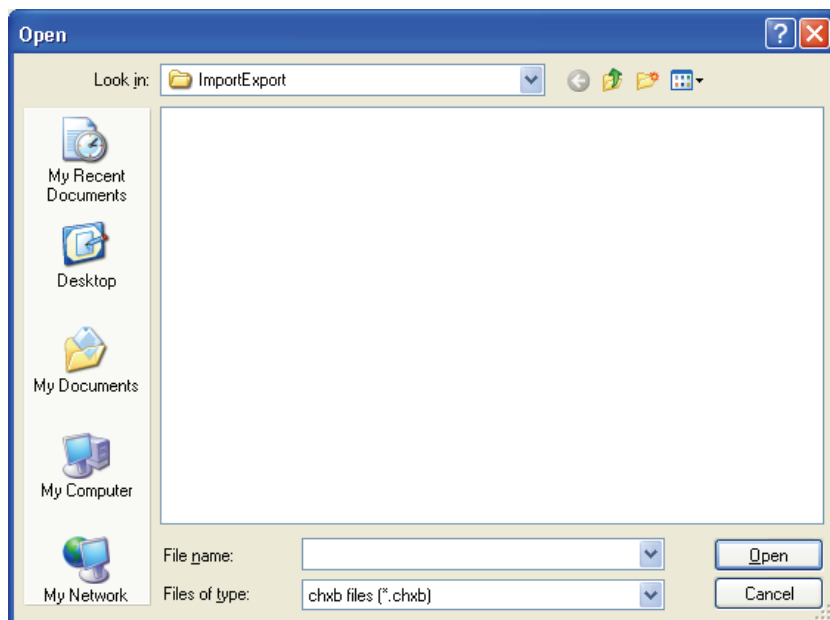 Open
Look in: ImportExport
My Recent
Documents
Desktop
My Documents
My Computer
My Network
File name:
Open
Files of type: chxb files (*.chxb)
Cancel